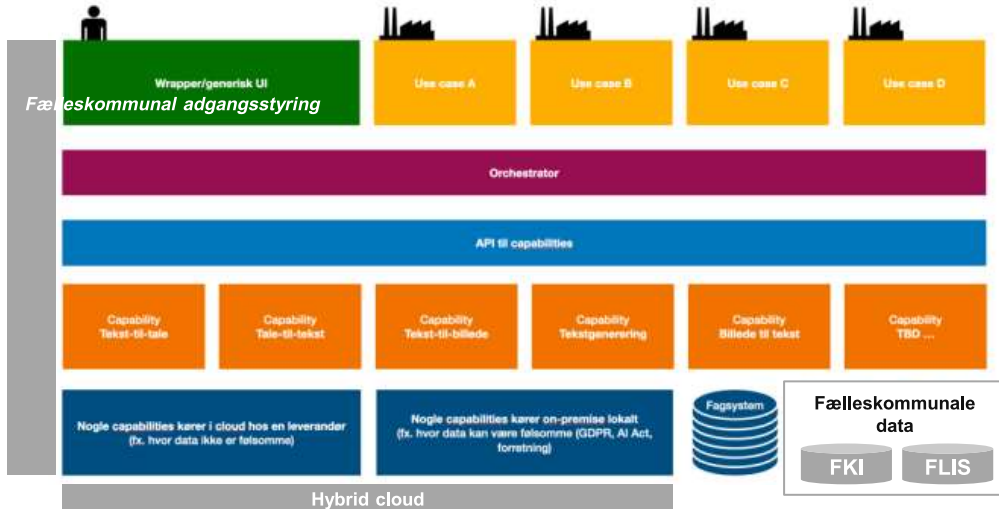 Wrapper/generisk UI
Use case A
Use case B
Use case C
Use case D
Fælleskommunal adgangsstyring
Orchestrator
API til capabilities
Capability
Tekst-til-tale
Capability
Tale-til-tekst
Capability
Tekst-til-billede
Capability
Tekstgenerering
Capability
Billede til tekst
Capability
TBD ...
Nogle capabilities kører i cloud hos en leverandør
(fx. hvor data ikke er følsomme)
Nogle capabilities kører on-premise lokalt
(fx. hvor data kan være følsomme (GDPR, AI Act,
forretning)
Fagsystem
Fælleskommunale
data
FKI
FLIS
Hybrid cloud